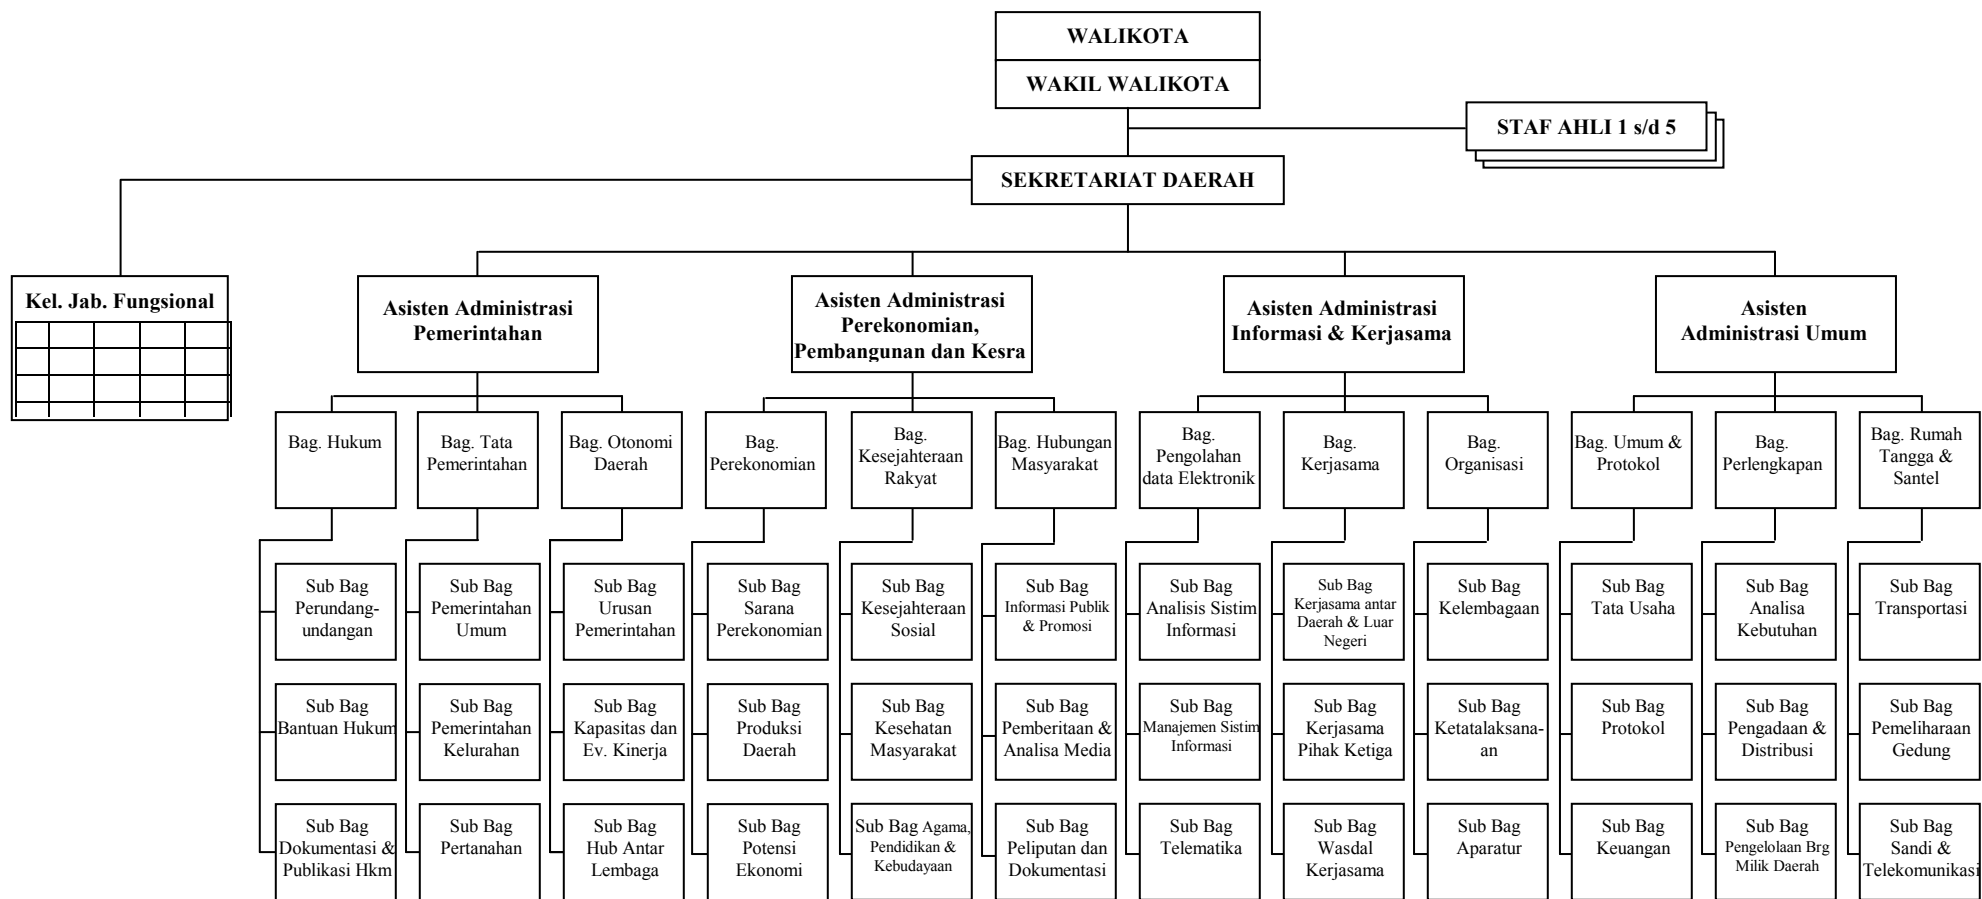 WALIKOTA
WAKIL WALIKOTA
STAF AHLI 1 s/d 5
SEKRETARIAT DAERAH
Kel. Jab. Fungsional
Asisten Administrasi
Pemerintahan
Asisten Administrasi
Perekonomian,
Pembangunan dan Kesra
Asisten Administrasi
Informasi & Kerjasama
Asisten
Administrasi Umum
Bag. Hukum
Bag. Tata
Pemerintahan
Bag. Otonomi
Daerah
Bag.
Perekonomian
Bag.
Kesejahteraan
Rakyat
Bag. Hubungan
Masyarakat
Bag.
Pengolahan
data Elektronik
Bag.
Kerjasama
Bag.
Organisasi
Bag. Umum &
Protokol
Bag.
Perlengkapan
Bag. Rumah
Tangga &
Santel
Sub Bag
Perundang-
undangan
Sub Bag
Pemerintahan
Umum
Sub Bag
Urusan
Pemerintahan
Sub Bag
Sarana
Perekonomian
Sub Bag
Kesejahteraan
Sosial
Sub Bag
Informasi Publik
& Promosi
Sub Bag
Analisis Sistim
Informasi
Sub Bag
Kerjasama antar
Daerah & Luar
Negeri
Sub Bag
Kelembagaan
Sub Bag
Tata Usaha
Sub Bag
Analisa
Kebutuhan
Sub Bag
Transportasi
Sub Bag
Bantuan Hukum
Sub Bag
Pemerintahan
Kelurahan
Sub Bag
Kapasitas dan
Ev. Kinerja
Sub Bag
Produksi
Daerah
Sub Bag
Kesehatan
Masyarakat
Sub Bag
Pemberitaan &
Analisa Media
Sub Bag
Manajemen Sistim
Informasi
Sub Bag
Kerjasama
Pihak Ketiga
Sub Bag
Ketatalaksana-
an
Sub Bag
Protokol
Sub Bag
Pengadaan &
Distribusi
Sub Bag
Pemeliharaan
Gedung
Sub Bag
Dokumentasi &
Publikasi Hkm
Sub Bag
Pertanahan
Sub Bag
Hub Antar
Lembaga
Sub Bag
Potensi
Ekonomi
Sub Bag Agama,
Pendidikan &
Kebudayaan
Sub Bag
Peliputan dan
Dokumentasi
Sub Bag
Telematika
Sub Bag
Wasdal
Kerjasama
Sub Bag
Aparatur
Sub Bag
Keuangan
Sub Bag
Pengelolaan Brg
Milik Daerah
Sub Bag
Sandi &
Telekomunikasi